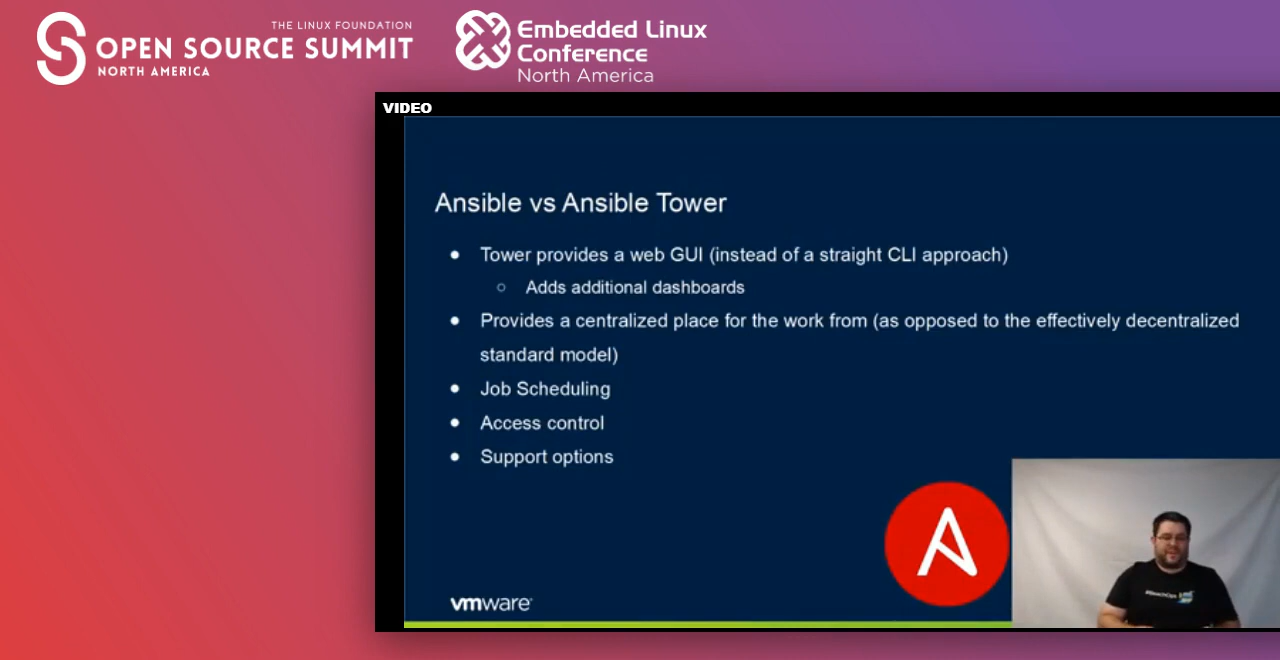 THE LINUX FOUNDATION
OPEN SOURCE SUMMIT
NORTH AMERICA
Embedded Linux
Conference
North America
VIDEO
Ansible vs Ansible Tower
● Tower provides a web GUI (instead of a straight CLI approach)
○ Adds additional dashboards
● Provides a centralized place for the work from (as opposed to the effectively decentralized
standard model)
● Job Scheduling
● Access control
● Support options
vmware